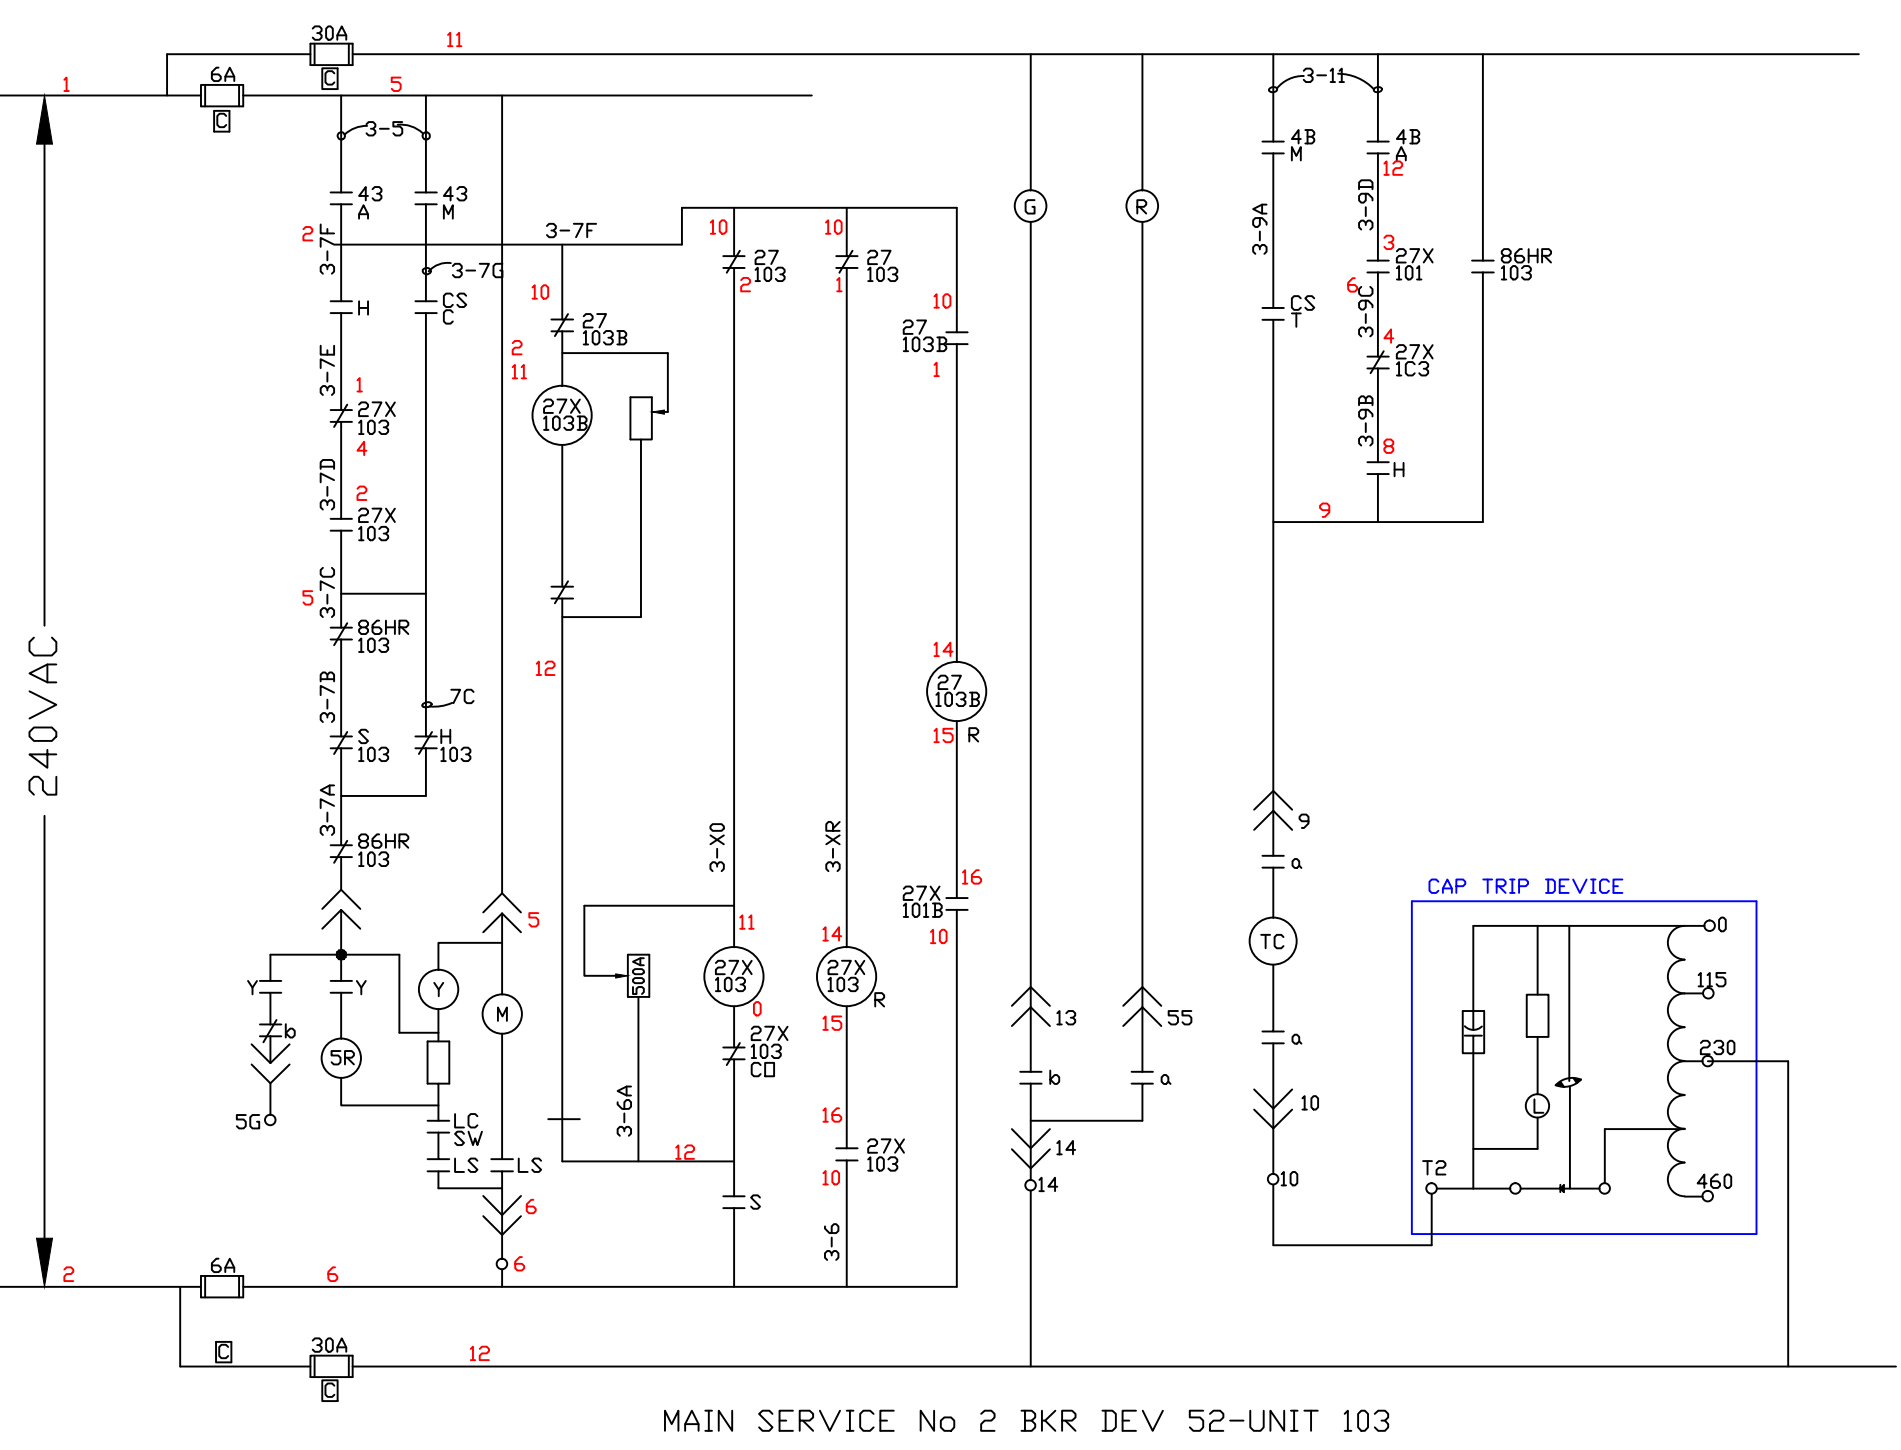 30A
11
C
6A
1
5
C
3-5
3-11
43
A
43
M
4B
M
4B
A
12
G
R
2
3-7F
3-7F
10
10
3-9A
3-9D
3-7G
27
103
2
27
103
1
3
27X
101
86HR
103
H
CS
C
10
27
103B
10
27
103B
1
6
3-9C
CS
T
2
11
3-7E
1
27X
103
4
27X
103B
4
27X
1C3
3-9B
8
H
3-7D
2
27X
103
9
3-7C
5
86HR
103
240VAC
12
14
27
103B
15
R
3-7B
7C
S
103
H
103
3-7A
86HR
103
3-X0
3-XR
9
a
CAP TRIP DEVICE
27X
101B
16
10
5
11
14
TC
0
Y
Y
Y
M
500A
27X
103
0
27X
103
R
15
115
b
5R
13
55
27X
103
CO
a
230
b
a
L
5G
LC
SW
LS
LS
3-6A
12
16
27X
103
10
10
14
14
10
T2
460
S
6
6
3-6
6A
2
6
C
30A
12
C
MAIN SERVICE No 2 BKR DEV 52-UNIT 103